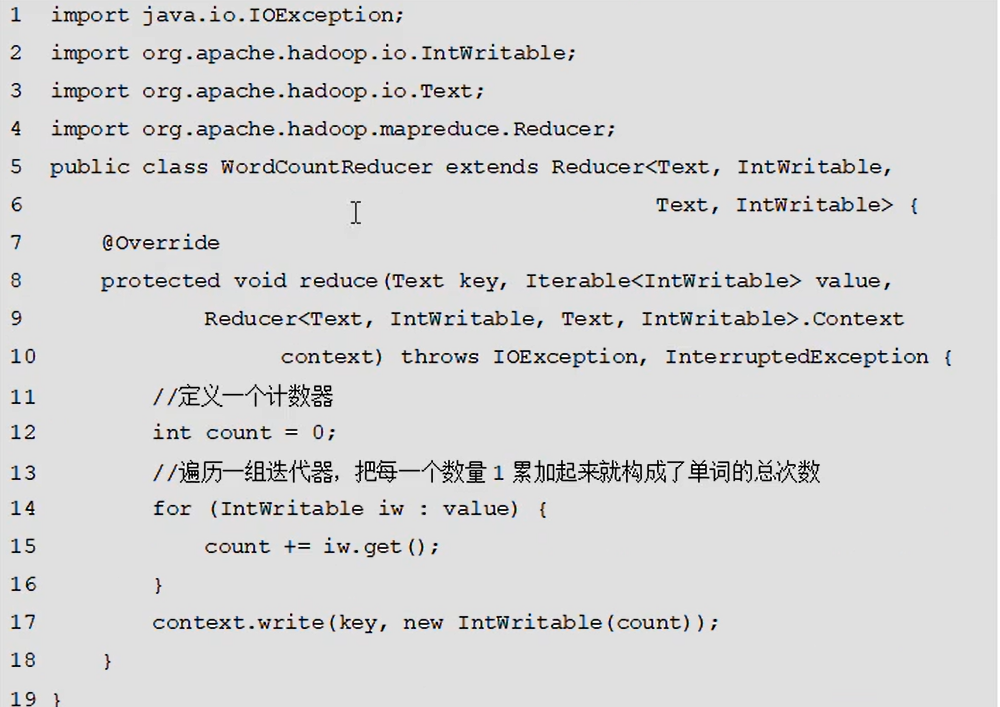 1 import java.io.IOException;
2 import org.apache.hadoop.io.IntWritable;
3 import org.apache.hadoop.io.Text;
4 import org.apache.hadoop.mapreduce.Reducer;
5 public class WordCountReducer extends Reducer<Text, IntWritable,
6 Text, IntWritable> {
7 @Override
8 protected void reduce(Text key, Iterable<IntWritable> value,
9 Reducer<Text, IntWritable, Text, IntWritable>.Context
10 context) throws IOException, InterruptedException {
11 //定义一个计数器
12 int count = 0;
13 //遍历一组迭代器，把每一个数量1累加起来就构成了单词的总次数
14 for (IntWritable iw : value) {
15 count += iw.get();
16 }
17 context.write(key, new IntWritable(count));
18 }
19 }